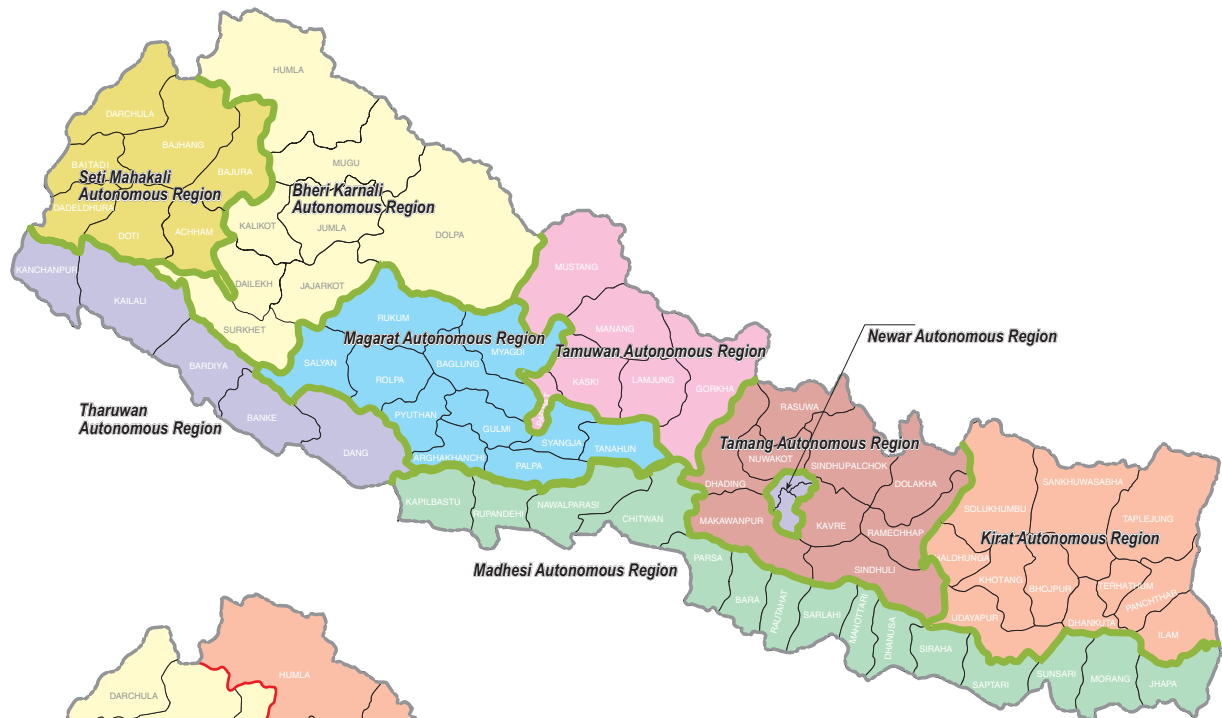 HUMLA
DARCHULA
BAJHANG
MUGU
BAITADI
BAJURA
Seti Mahakali
Autonomous Region
Bheri Karnali
Autonomous Region
DADELDHURA
KALIKOT
JUMLA
DOTI
ACHHAM
DOLPA
KANCHANPUR
MUSTANG
DAILEKH
JAJARKOT
KAILALI
RUKUM
SURKHET
MANANG
Magarat Autonomous Region
Newar Autonomous Region
MYAGDI
Tamuwan Autonomous Region
SALYAN
BAGLUNG
BARDIYA
ROLPA
KASKI
LAMJUNG
GORKHA
Tharuwan
Autonomous Region
RASUWA
PYUTHAN
BANKE
GULMI
SYANGJA
Tamang Autonomous Region
DANG
TANAHUN
ARGHAKHANCHI
PALPA
NUWAKOT
SINDHUPALCHOK
DHADING
DOLAKHA
SANKHUWASABHA
KAPILBASTU
NAWALPARASI
RUPANDEHI
CHITWAN
SOLUKHUMBU
MAKAWANPUR
KAVRE
RAMECHHAP
TAPLEJUNG
Kirat Autonomous Region
PARSA
Madhesi Autonomous Region
SINDHULI
HALDHUNGA
KHOTANG
BHOJPUR
TERHATHUM
PANCHTHAR
BARA
RAUTAHAT
SARLAHI
MAHOTTARI
DHANUSA
UDAYAPUR
DHANKUTA
ILAM
SIRAHA
SAPTARI
SUNSARI
MORANG
JHAPA
HUMLA
DARCHULA